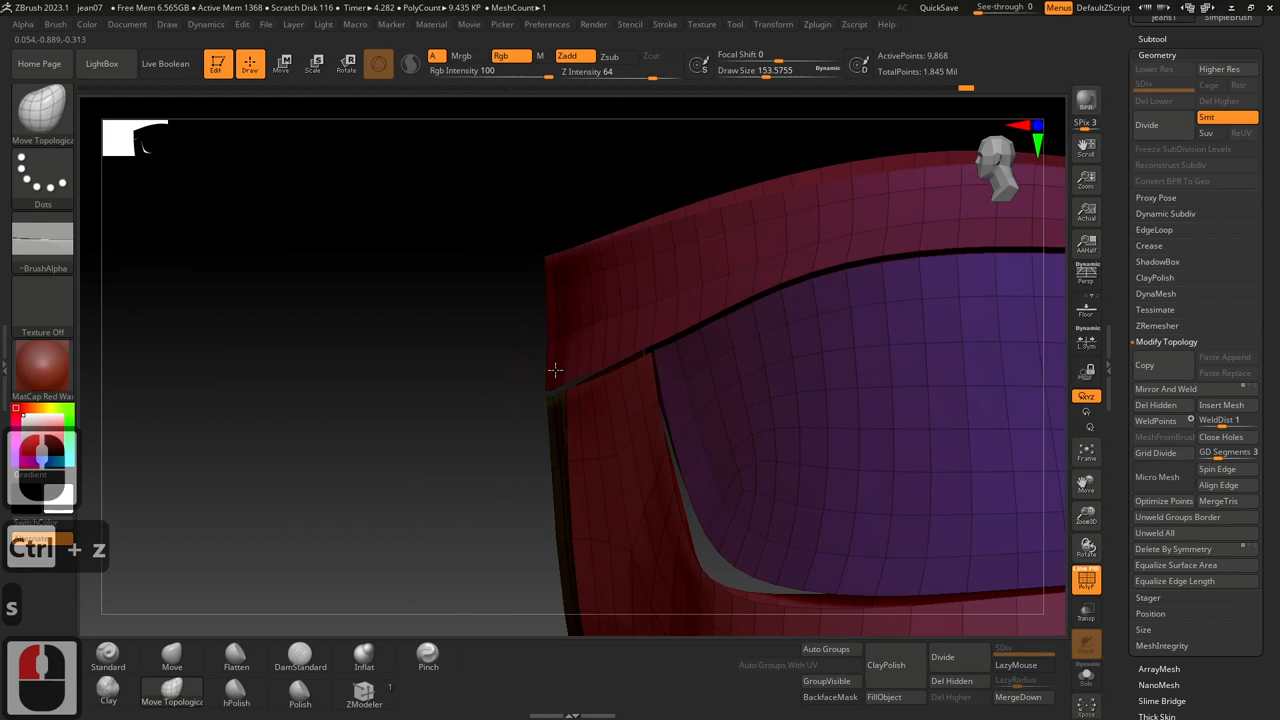 ZBrush 2023.1 jean07 • Free Mem 6.565GB • Active Mem 1368 • Scratch Disk 116 • Timer▸4.282 • PolyCount▸9.435 KP • MeshCount▸1 AC QuickSave See-through 0 Menus DefaultZScript
Alpha Brush Color Document Draw Dynamics Edit File Layer Light Macro Marker Material Movie Picker Preferences Render Stencil Stroke Texture Tool Transform Zplugin Zscript Help
0.054,-0.889,-0.313
Home Page LightBox Live Boolean Edit Draw Move Scale Rotate
A Mrgb Rgb M Zadd Zsub Zcut
Rgb Intensity 100 Z Intensity 64
Focal Shift 0
Draw Size 153.5755 Dynamic
ActivePoints: 9,868
TotalPoints: 1.845 Mil
Move Topologica
Dots
~BrushAlpha
Texture Off
MatCap Red Wa
Gradient
SwitchColor
Alternate
Ctrl + z
s
BPR
SPix 3
Scroll
Zoom
Actual
AAHalf
Dynamic
Persp
Floor
Dynamic
L.Sym
XYZ
Frame
Move
Zoom3D
Rotate
Line Fill
PolyF
Transp
Ghost
Dynamic
Solo
Xpose
jeans1 SimpleBrush
Subtool
Geometry
Lower Res Higher Res
SDiv Cage Rstr
Del Lower Del Higher
Divide Smt
Suv ReUV
Freeze SubDivision Levels
Reconstruct Subdiv
Convert BPR To Geo
Proxy Pose
Dynamic Subdiv
EdgeLoop
Crease
ShadowBox
ClayPolish
DynaMesh
Tessimate
ZRemesher
Modify Topology
Copy Paste Append
Paste Replace
Mirror And Weld
Del Hidden Insert Mesh
WeldPoints WeldDist 1
MeshFromBrush Close Holes
Grid Divide GD Segments 3
Micro Mesh Spin Edge
Align Edge
Optimize Points MergeTris
Unweld Groups Border
Unweld All
Delete By Symmetry
Equalize Surface Area
Equalize Edge Length
Stager
Position
Size
MeshIntegrity
ArrayMesh
NanoMesh
Slime Bridge
Thick Skin
Standard Move Flatten DamStandard Inflat Pinch
Clay Move Topologica hPolish Polish ZModeler 1
Auto Groups
Auto Groups With UV
GroupVisible
BackfaceMask
ClayPolish
FillObject
Divide
Del Hidden
Del Higher
SDiv
LazyMouse
LazyRadius
MergeDown